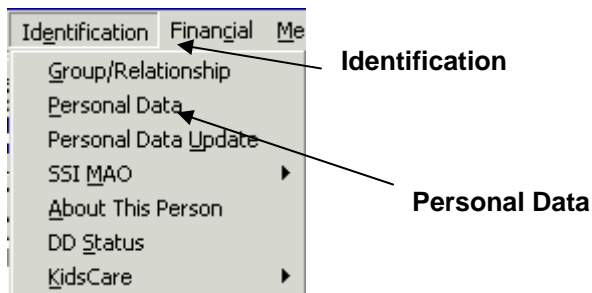 Identification Financial Me
Identification
Group/Relationship
Personal Data
Personal Data Update
SSI MAO
About This Person
Personal Data
DD Status
KidsCare